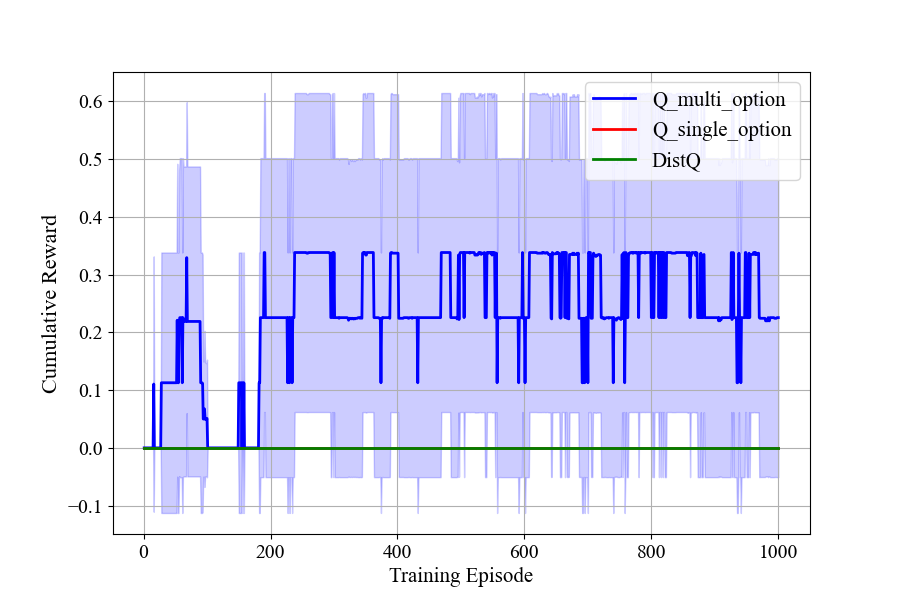 Q_multi_option
Q_single_option
DistQ
Cumulative Reward
0.6
0.5
0.4
0.3
0.2
0.1
0.0
−0.1
0 200 400 600 800 1000
Training Episode